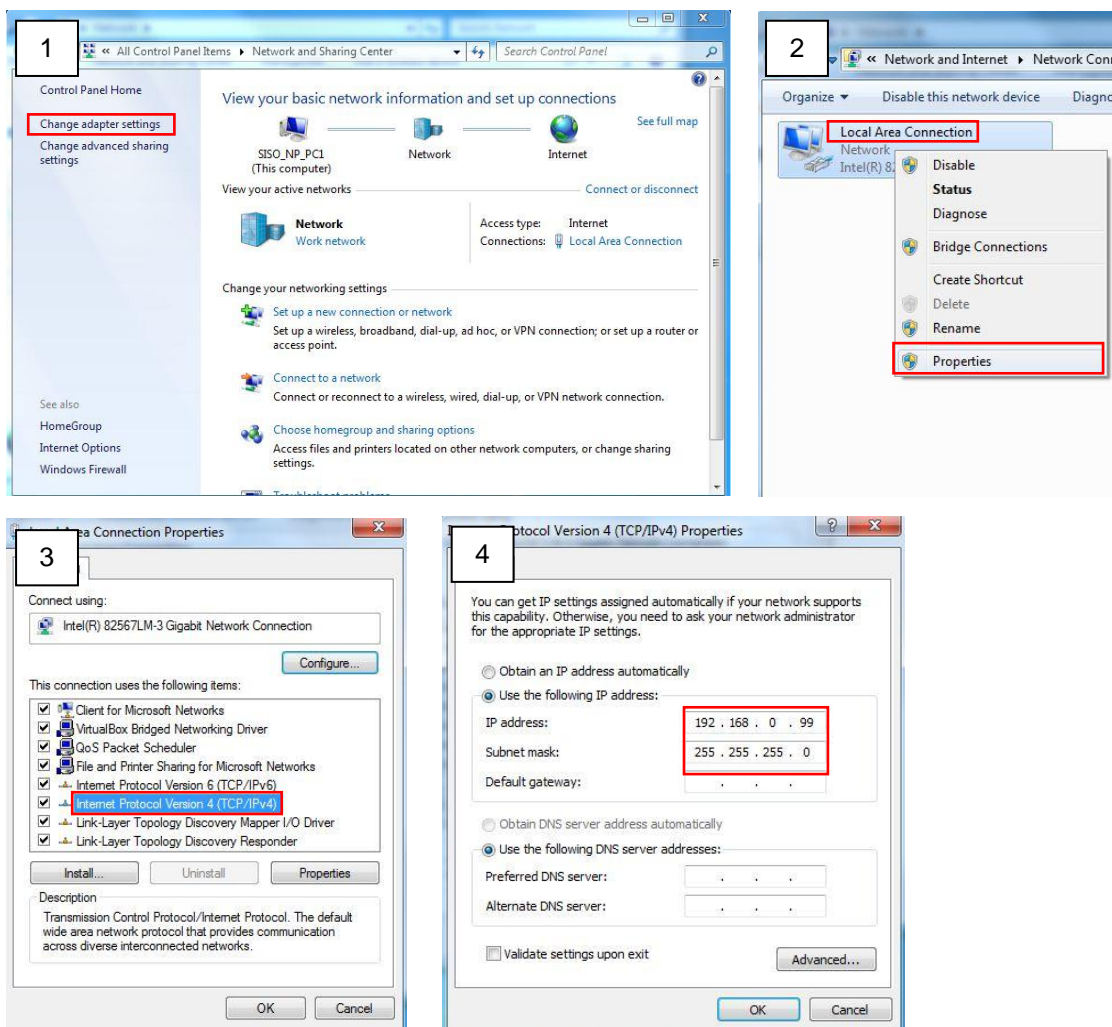 1
« All Control Panel Items ▸ Network and Sharing Center
Search Control Panel
Control Panel Home
Change adapter settings
Change advanced sharing
settings
See also
HomeGroup
Internet Options
Windows Firewall
View your basic network information and set up connections
See full map
SISO_NP_PC1
(This computer)
Network
Internet
View your active networks
Connect or disconnect
Network
Work network
Access type: Internet
Connections: Local Area Connection
Change your networking settings
Set up a new connection or network
Set up a wireless, broadband, dial-up, ad hoc, or VPN connection; or set up a router or
access point.
Connect to a network
Connect or reconnect to a wireless, wired, dial-up, or VPN network connection.
Choose homegroup and sharing options
Access files and printers located on other network computers, or change sharing
settings.
Troubleshoot problems
2
« Network and Internet ▸ Network Conn
Organize
Disable this network device
Diagno
Local Area Connection
Network
Intel(R) 82
Disable
Status
Diagnose
Bridge Connections
Create Shortcut
Delete
Rename
Properties
3
ea Connection Properties
Connect using:
Intel(R) 82567LM-3 Gigabit Network Connection
Configure...
This connection uses the following items:
Client for Microsoft Networks
VirtualBox Bridged Networking Driver
QoS Packet Scheduler
File and Printer Sharing for Microsoft Networks
Internet Protocol Version 6 (TCP/IPv6)
Internet Protocol Version 4 (TCP/IPv4)
Link-Layer Topology Discovery Mapper I/O Driver
Link-Layer Topology Discovery Responder
Install...
Uninstall
Properties
Description
Transmission Control Protocol/Internet Protocol. The default
wide area network protocol that provides communication
across diverse interconnected networks.
OK
Cancel
4
otocol Version 4 (TCP/IPv4) Properties
You can get IP settings assigned automatically if your network supports
this capability. Otherwise, you need to ask your network administrator
for the appropriate IP settings.
Obtain an IP address automatically
Use the following IP address:
IP address: 192 . 168 . 0 . 99
Subnet mask: 255 . 255 . 255 . 0
Default gateway: . . .
Obtain DNS server address automatically
Use the following DNS server addresses:
Preferred DNS server: . . .
Alternate DNS server: . . .
Validate settings upon exit
Advanced...
OK
Cancel